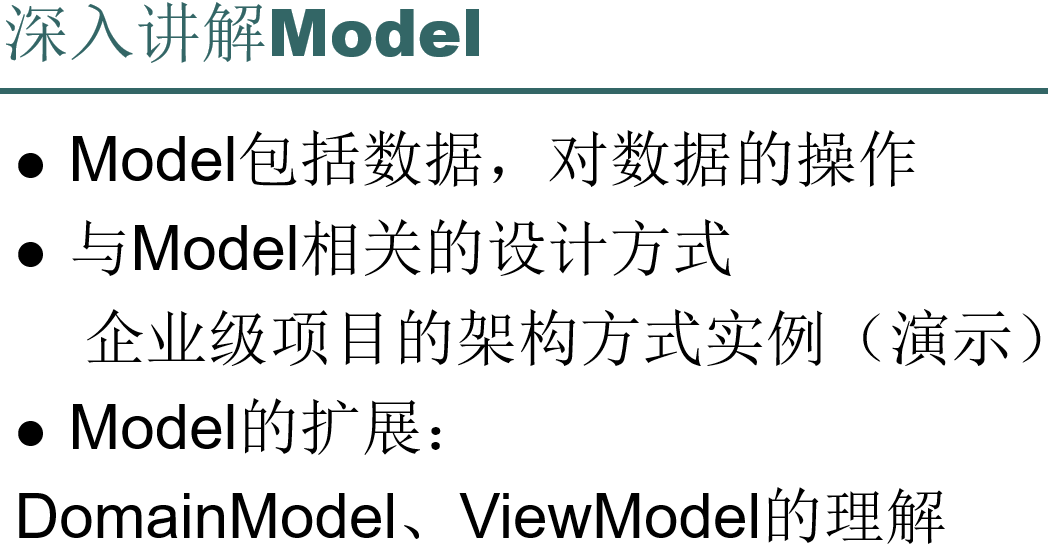 深入讲解Model
● Model包括数据，对数据的操作
● 与Model相关的设计方式
企业级项目的架构方式实例（演示）
● Model的扩展：
DomainModel、ViewModel的理解